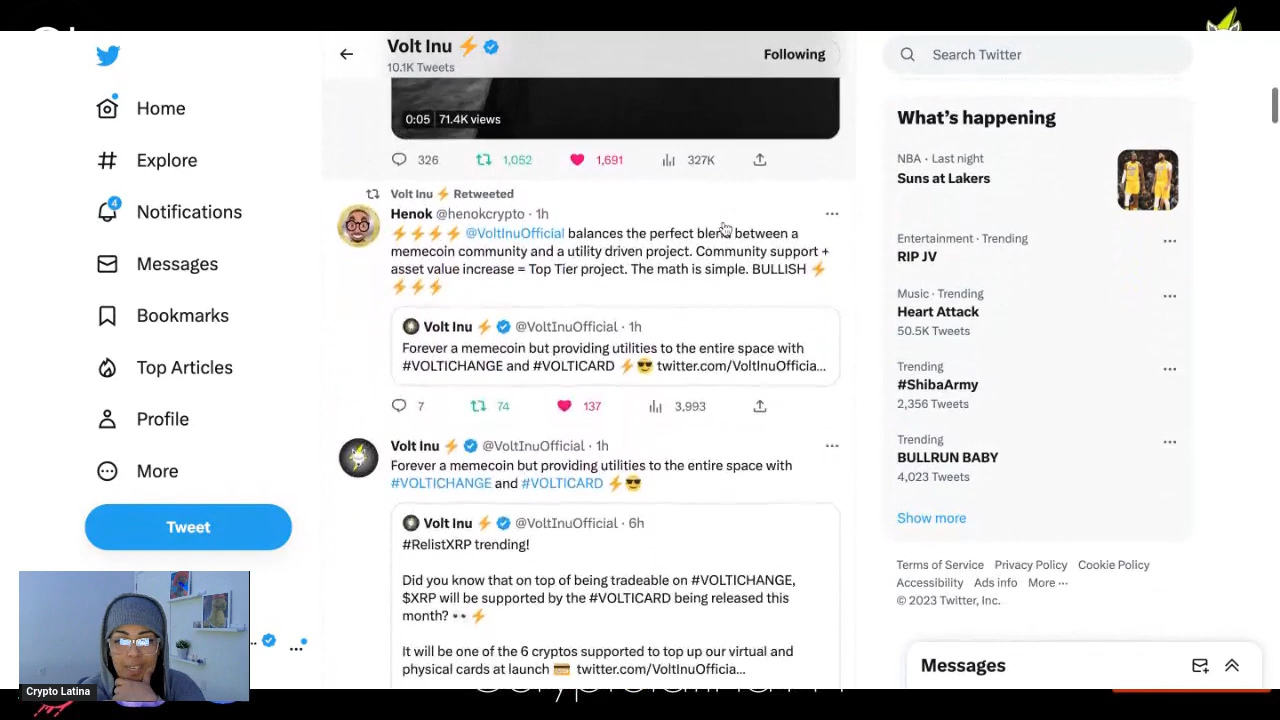 Home
Explore
4
Notifications
Messages
Bookmarks
Top Articles
Profile
More
Tweet
Crypto Latina
Volt Inu ⚡
10.1K Tweets
Following
0:05 71.4K views
326 1,052 1,691 327K
Volt Inu ⚡ Retweeted
Henok @henokcrypto · 1h
⚡⚡⚡⚡ @VoltInuOfficial balances the perfect blend between a
memecoin community and a utility driven project. Community support +
asset value increase = Top Tier project. The math is simple. BULLISH ⚡
⚡⚡⚡
Volt Inu ⚡ @VoltInuOfficial · 1h
Forever a memecoin but providing utilities to the entire space with
#VOLTICHANGE and #VOLTICARD ⚡😎 twitter.com/VoltInuOfficia...
7 74 137 3,993
Volt Inu ⚡ @VoltInuOfficial · 1h
Forever a memecoin but providing utilities to the entire space with
#VOLTICHANGE and #VOLTICARD ⚡😎
Volt Inu ⚡ @VoltInuOfficial · 6h
#RelistXRP trending!
Did you know that on top of being tradeable on #VOLTICHANGE,
$XRP will be supported by the #VOLTICARD being released this
month? 👀 ⚡
It will be one of the 6 cryptos supported to top up our virtual and
physical cards at launch 💳 twitter.com/VoltInuOfficia...
Search Twitter
What's happening
NBA · Last night
Suns at Lakers
Entertainment · Trending
RIP JV
Music · Trending
Heart Attack
50.5K Tweets
Trending
#ShibaArmy
2,356 Tweets
Trending
BULLRUN BABY
4,023 Tweets
Show more
Terms of Service Privacy Policy Cookie Policy
Accessibility Ads info More ···
© 2023 Twitter, Inc.
Messages